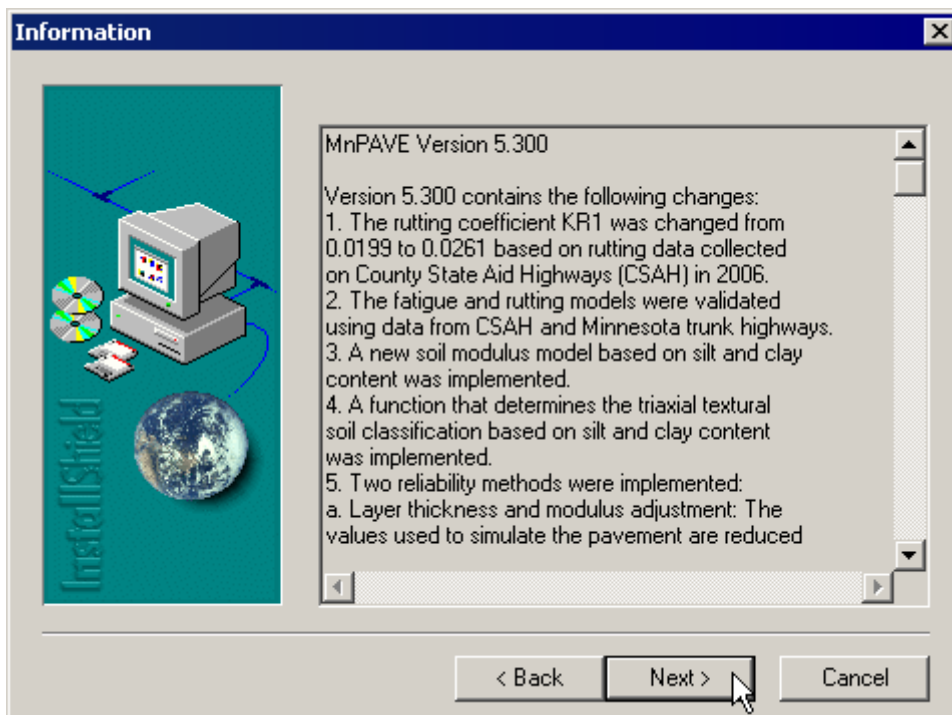 Information
MnPAVE Version 5.300
Version 5.300 contains the following changes:
1. The rutting coefficient KR1 was changed from
0.0199 to 0.0261 based on rutting data collected
on County State Aid Highways (CSAH) in 2006.
2. The fatigue and rutting models were validated
using data from CSAH and Minnesota trunk highways.
3. A new soil modulus model based on silt and clay
content was implemented.
4. A function that determines the triaxial textural
soil classification based on silt and clay content
was implemented.
5. Two reliability methods were implemented:
a. Layer thickness and modulus adjustment: The
values used to simulate the pavement are reduced
InstallShield
< Back
Next >
Cancel